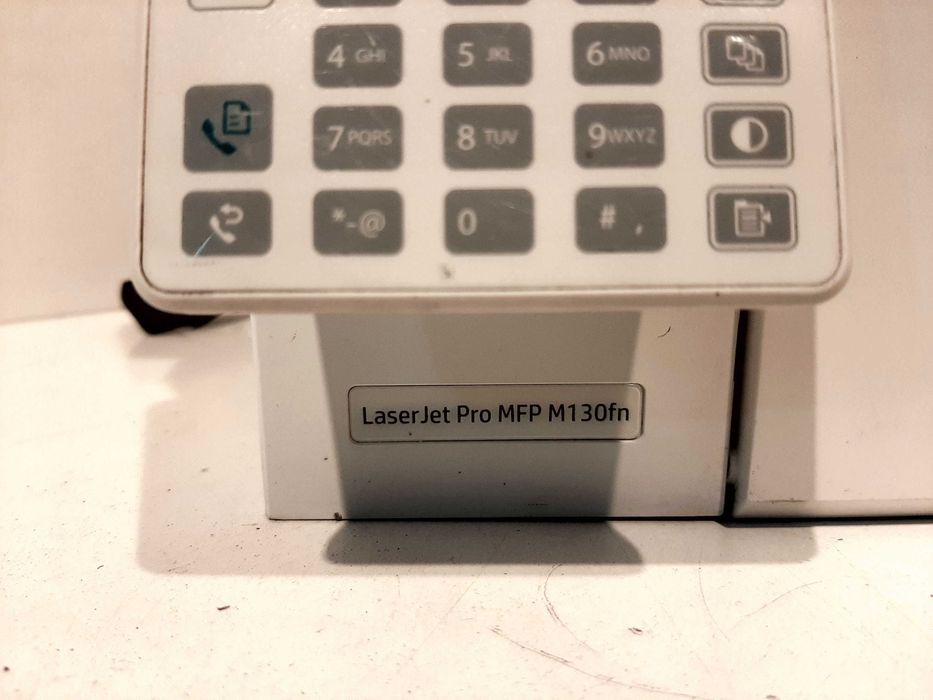 4 GHI 5 JKL 6 MNO
7 PQRS 8 TUV 9 WXYZ
*-@ 0 # ,
LaserJet Pro MFP M130fn